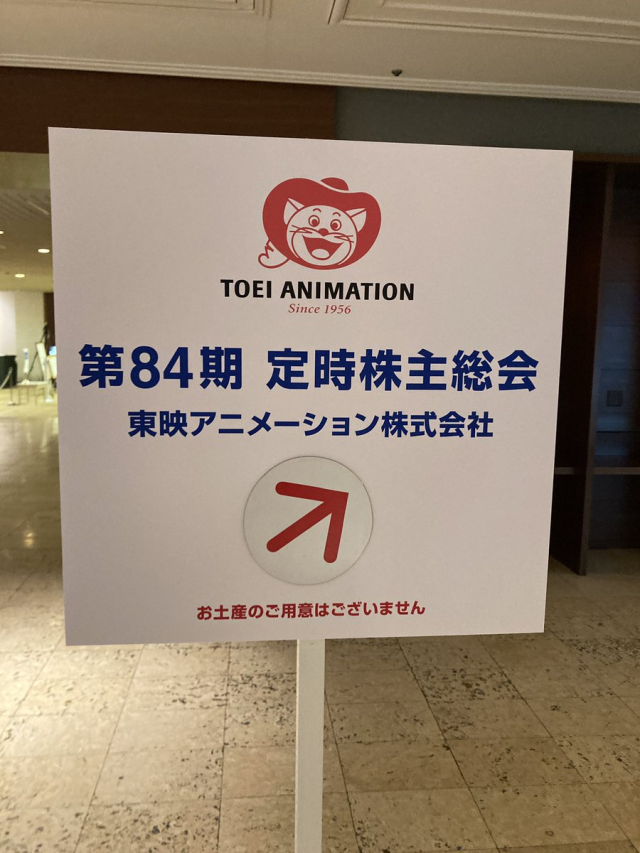 TOEI ANIMATION
Since 1956
第84期 定時株主総会
東映アニメーション株式会社
お土産のご用意はございません